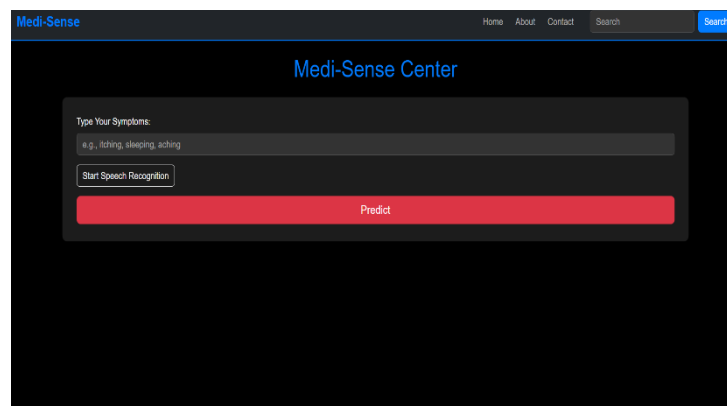 Medi-Sense Home About Contact Search Search
Medi-Sense Center
Type Your Symptoms:
e.g., itching, sleeping, aching
Start Speech Recognition
Predict